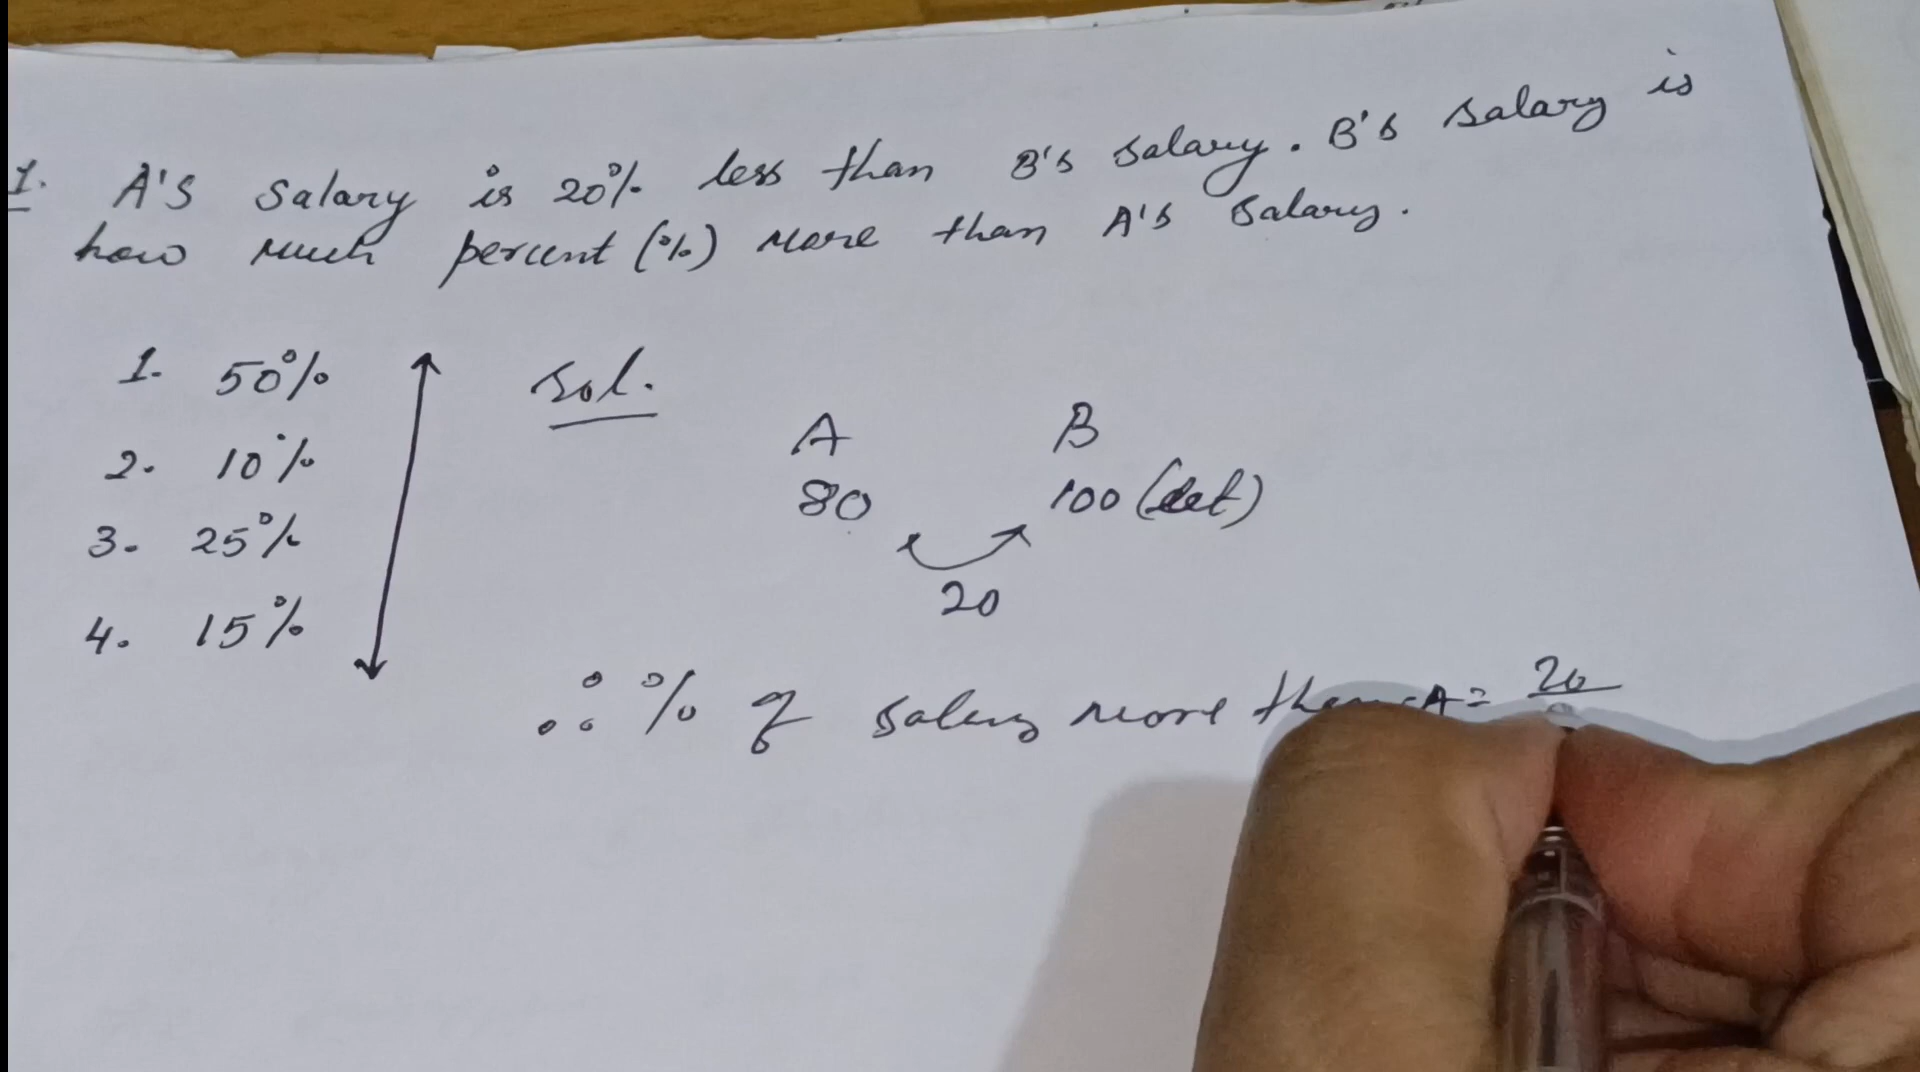 1. A's salary is 20% less than B's salary. B's salary is
how much percent (%) more than A's salary.
1. 50%
2. 10%
3. 25%
4. 15%
Sol.
A B
80 100 (let)
20
∴ % of salary more than A = 20